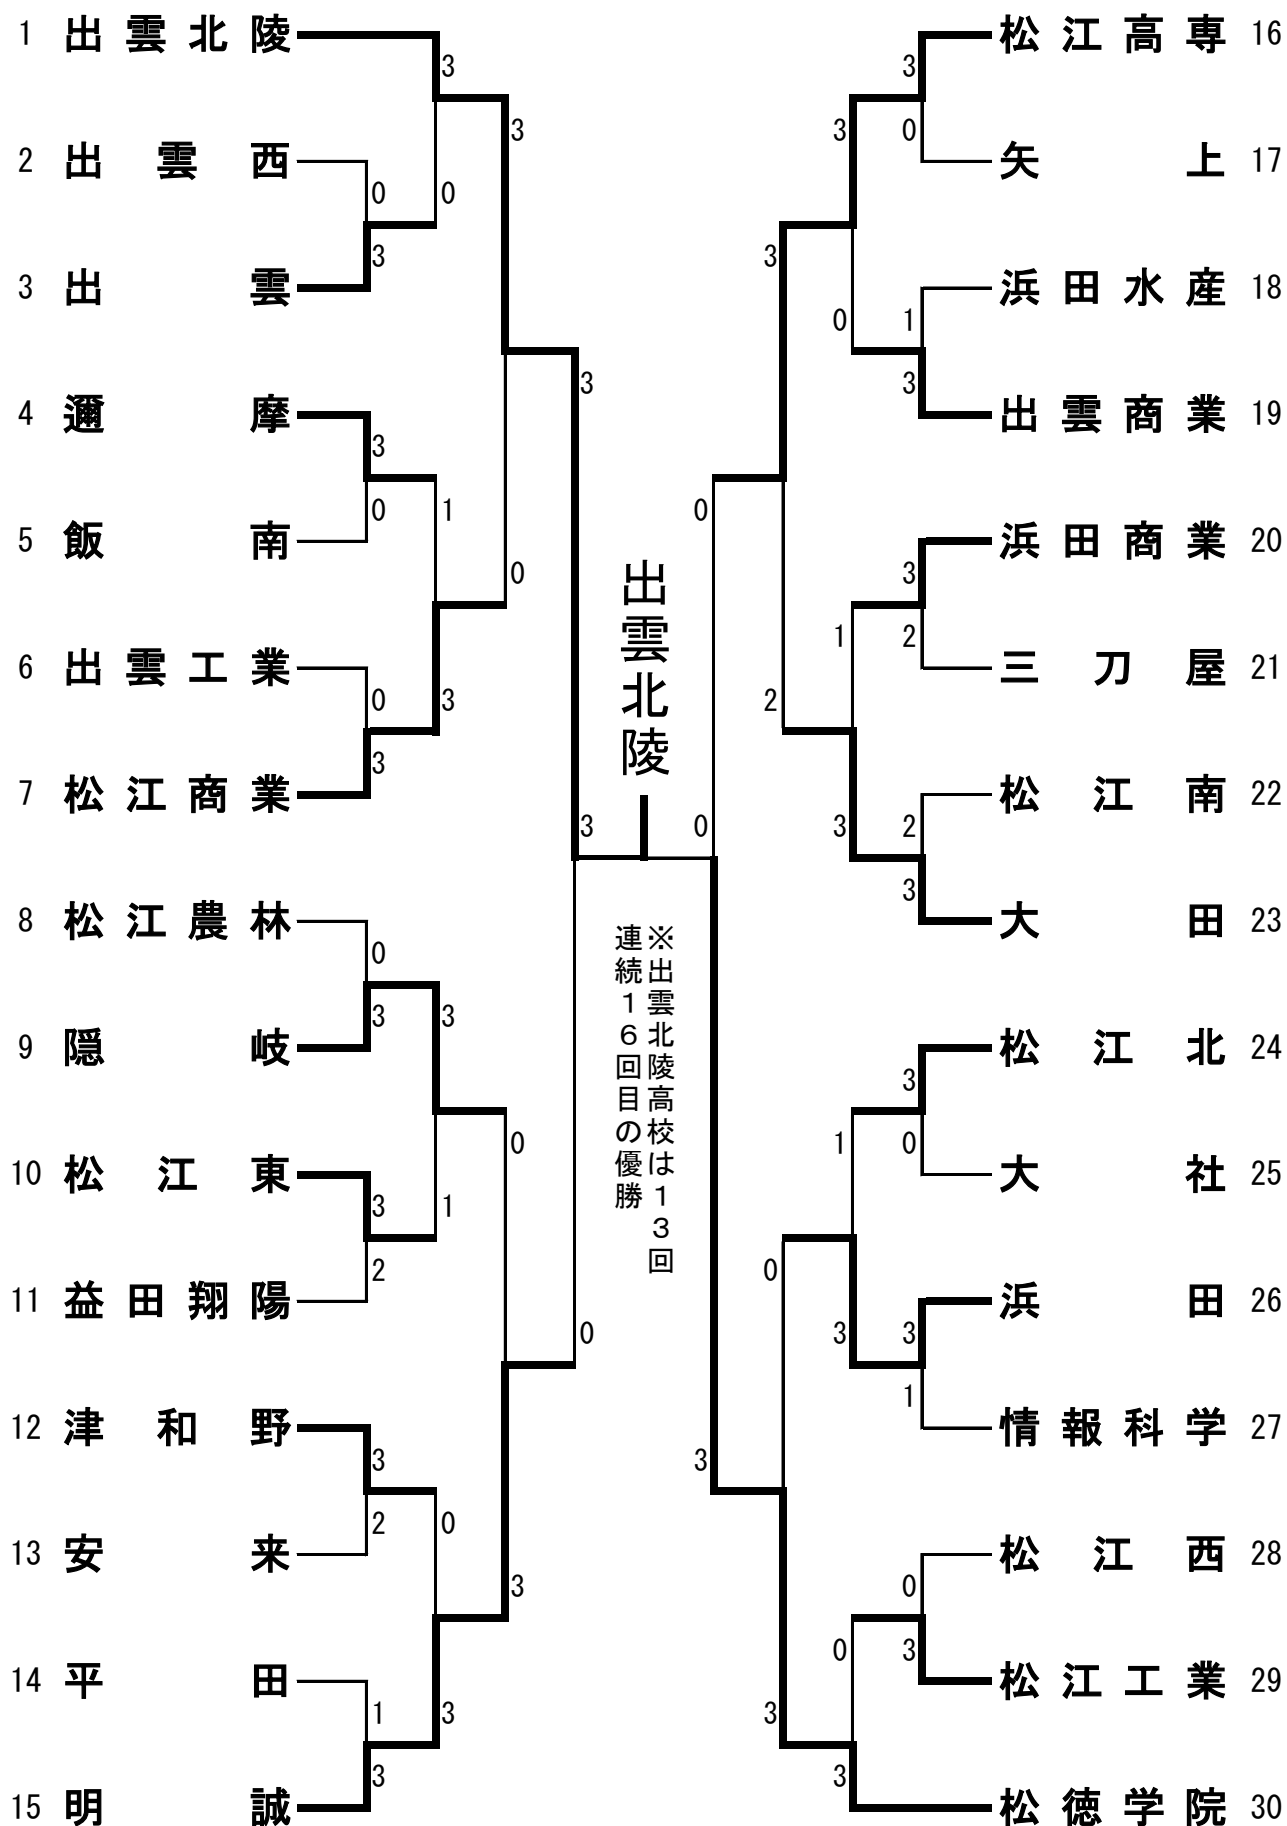 1 出雲北陵
2 出雲西
3 出雲
4 邇摩
5 飯南
6 出雲工業
7 松江商業
8 松江農林
9 隠岐
10 松江東
11 益田翔陽
12 津和野
13 安来
14 平田
15 明誠
3
0
3
0
3
0
0
3
0
3
3
2
3
2
1
3
3
0
1
3
3
1
0
3
3
0
0
3
3
0
3
0
出雲北陵
※出雲北陵高校は13回
連続16回目の優勝
0
3
3
2
0
3
3
0
1
3
1
3
0
3
3
0
1
3
3
2
2
3
3
0
3
1
0
3
松江高専 16
矢上 17
浜田水産 18
出雲商業 19
浜田商業 20
三刀屋 21
松江南 22
大田 23
松江北 24
大社 25
浜田 26
情報科学 27
松江西 28
松江工業 29
松徳学院 30